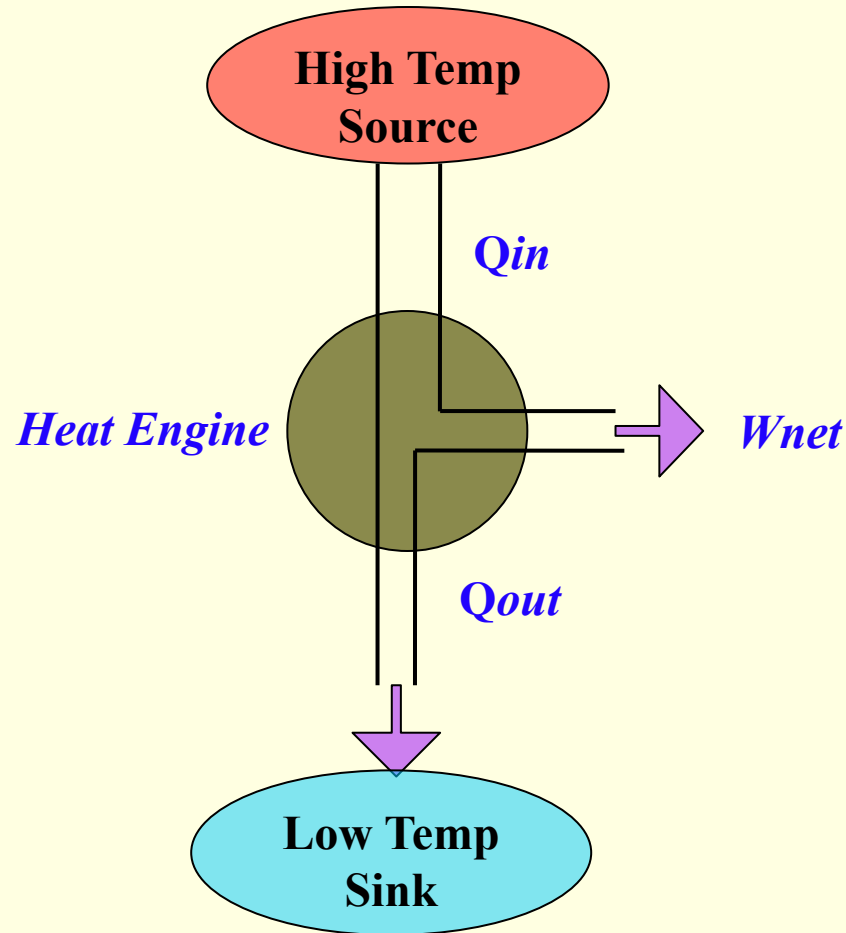 High Temp
Source
Qin
Heat Engine
Wnet
Qout
Low Temp
Sink